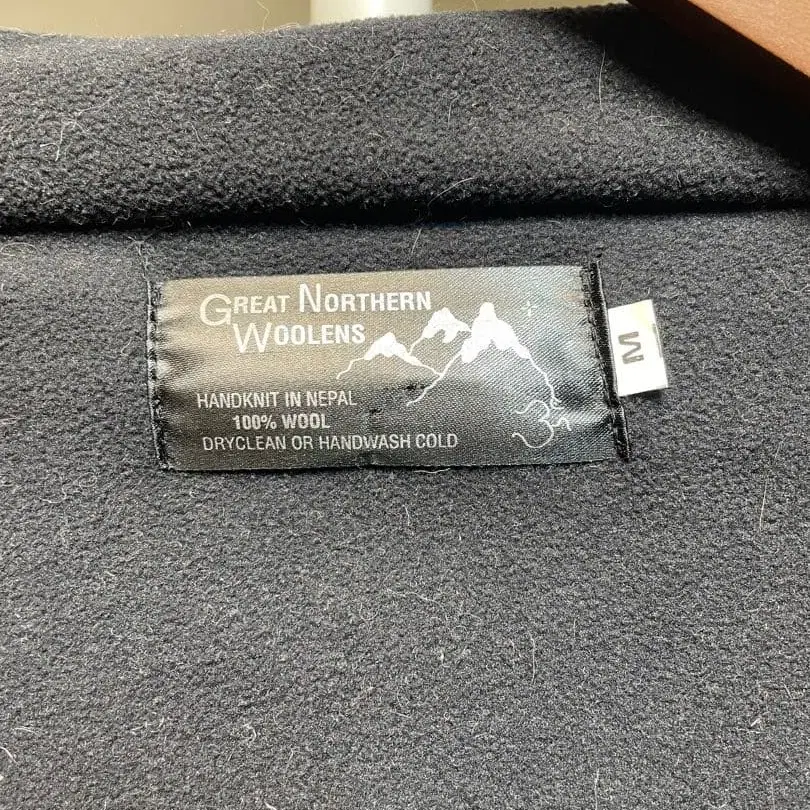 GREAT NORTHERN
WOOLENS
HANDKNIT IN NEPAL
100% WOOL
DRYCLEAN OR HANDWASH COLD
ॐ
M